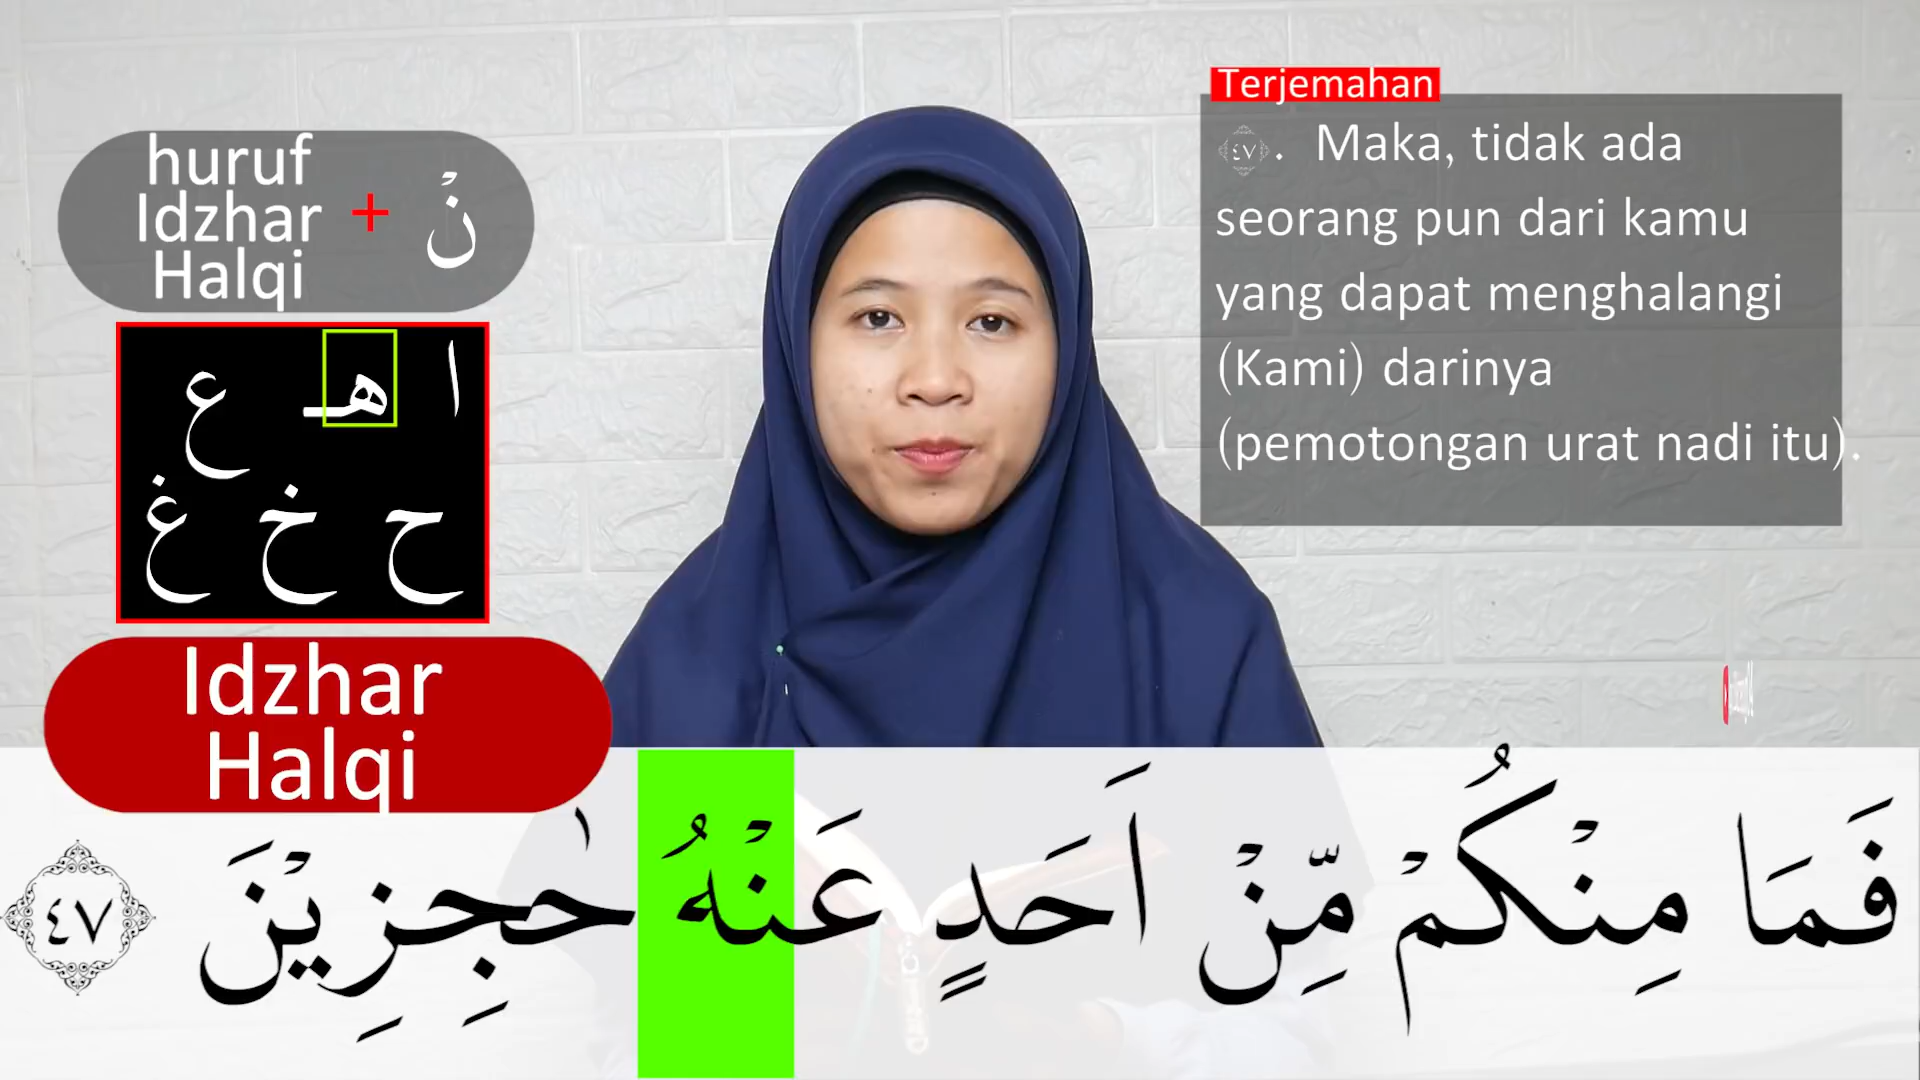 huruf
Idzhar
Halqi
+ نْ
ا هـ ع
ح خ غ
Idzhar
Halqi
Terjemahan
٤٧. Maka, tidak ada
seorang pun dari kamu
yang dapat menghalangi
(Kami) darinya
(pemotongan urat nadi itu).
فَمَا مِنْكُمْ مِّنْ اَحَدٍ عَنْهُ حٰجِزِيْنَ ٤٧